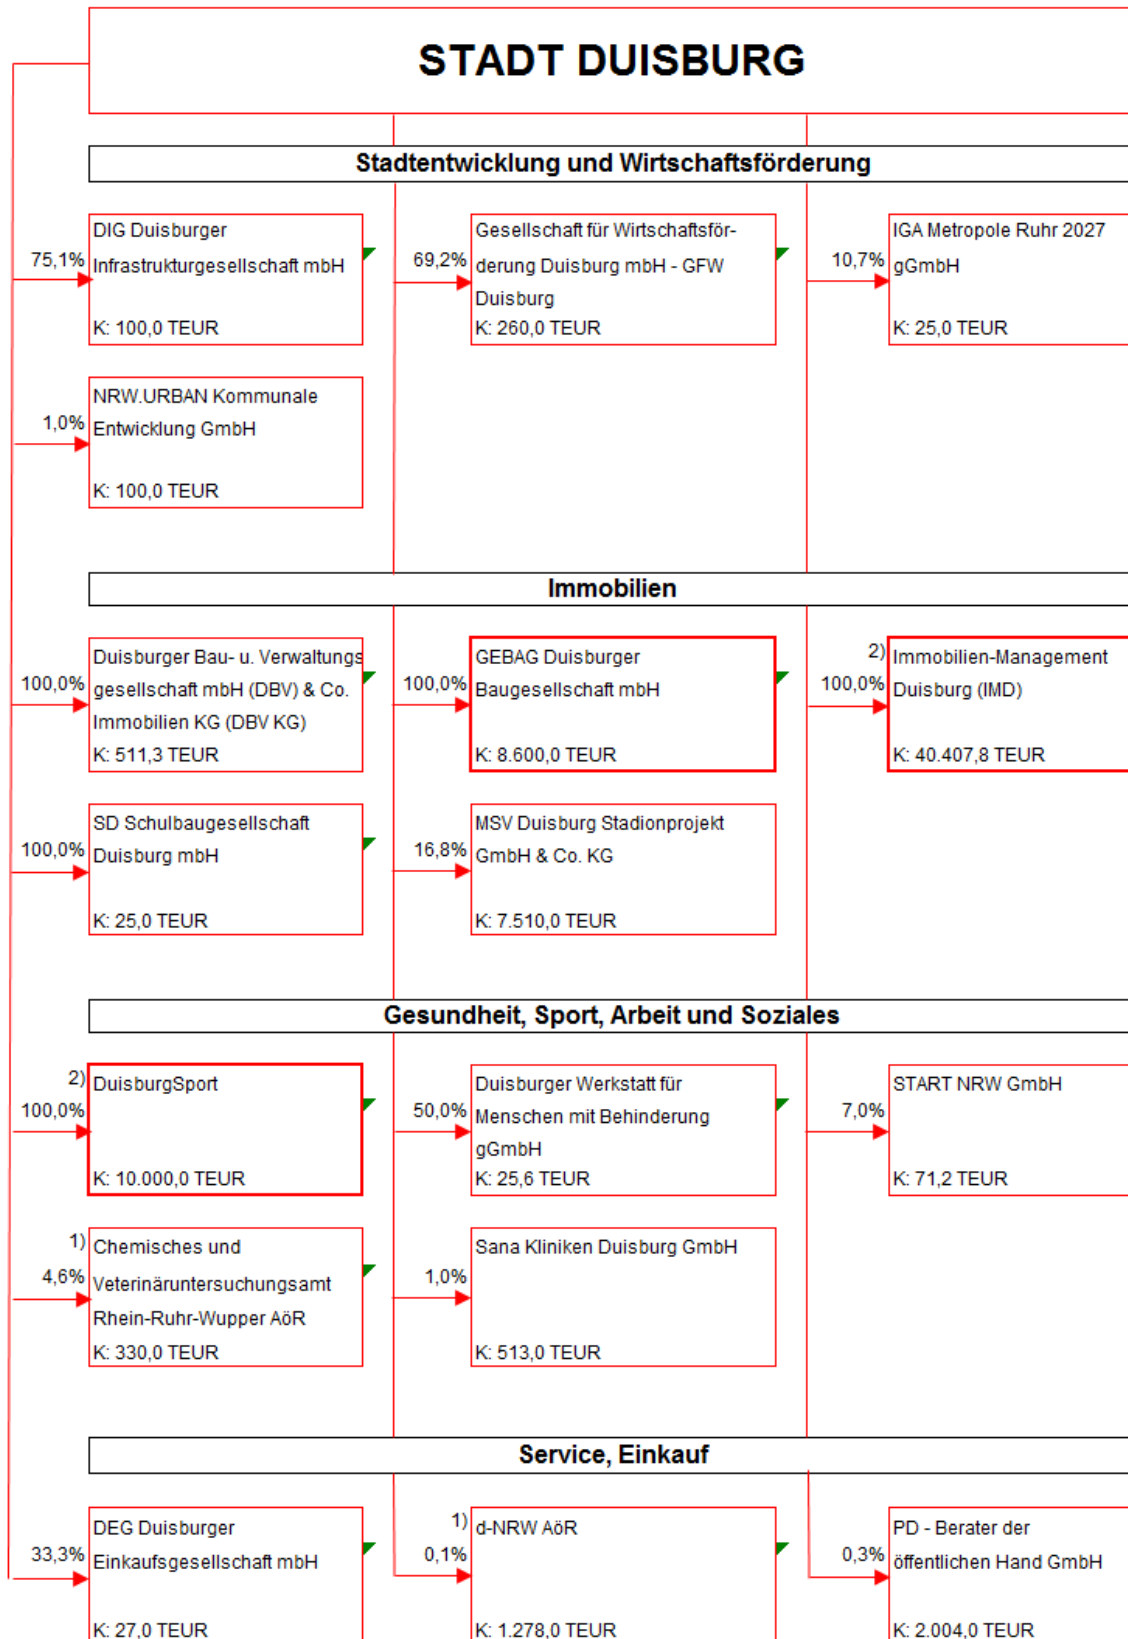 STADT DUISBURG
Stadtentwicklung und Wirtschaftsförderung
75,1%
DIG Duisburger
Infrastrukturgesellschaft mbH
K: 100,0 TEUR
69,2%
Gesellschaft für Wirtschaftsför-
derung Duisburg mbH - GFW
Duisburg
K: 260,0 TEUR
10,7%
IGA Metropole Ruhr 2027
gGmbH
K: 25,0 TEUR
1,0%
NRW.URBAN Kommunale
Entwicklung GmbH
K: 100,0 TEUR
Immobilien
100,0%
Duisburger Bau- u. Verwaltungs
gesellschaft mbH (DBV) & Co.
Immobilien KG (DBV KG)
K: 511,3 TEUR
100,0%
GEBAG Duisburger
Baugesellschaft mbH
K: 8.600,0 TEUR
2)
100,0%
Immobilien-Management
Duisburg (IMD)
K: 40.407,8 TEUR
100,0%
SD Schulbaugesellschaft
Duisburg mbH
K: 25,0 TEUR
16,8%
MSV Duisburg Stadionprojekt
GmbH & Co. KG
K: 7.510,0 TEUR
Gesundheit, Sport, Arbeit und Soziales
2)
100,0%
DuisburgSport
K: 10.000,0 TEUR
50,0%
Duisburger Werkstatt für
Menschen mit Behinderung
gGmbH
K: 25,6 TEUR
7,0%
START NRW GmbH
K: 71,2 TEUR
1)
4,6%
Chemisches und
Veterinäruntersuchungsamt
Rhein-Ruhr-Wupper AöR
K: 330,0 TEUR
1,0%
Sana Kliniken Duisburg GmbH
K: 513,0 TEUR
Service, Einkauf
33,3%
DEG Duisburger
Einkaufsgesellschaft mbH
K: 27,0 TEUR
1)
0,1%
d-NRW AöR
K: 1.278,0 TEUR
0,3%
PD - Berater der
öffentlichen Hand GmbH
K: 2.004,0 TEUR